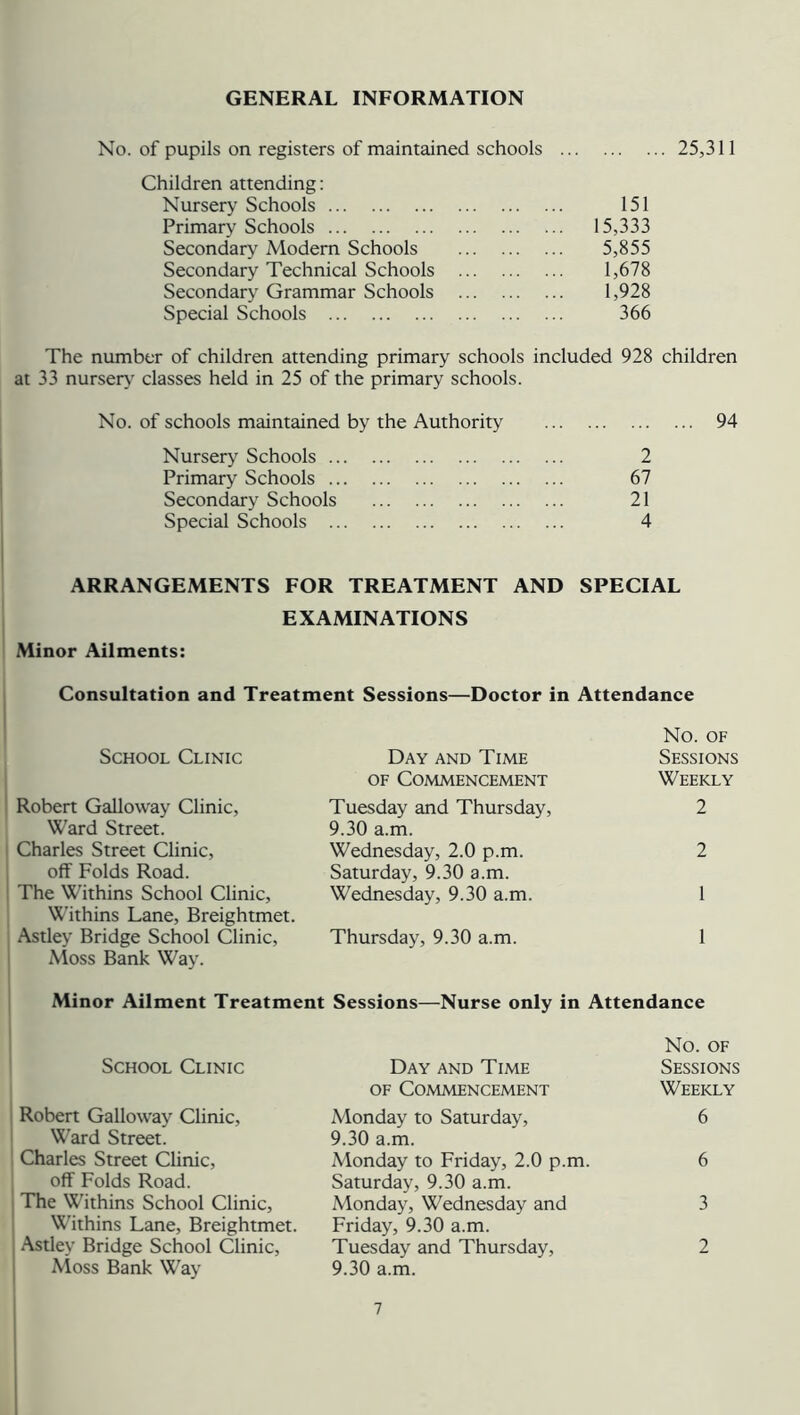 GENERAL INFORMATION
No. of pupils on registers of maintained schools ... ... ... 25,311
Children attending:
Nursery Schools ... ... ... ... ... ... 151
Primary Schools ... ... ... ... ... ... 15,333
Secondary Modern Schools ... ... ... 5,855
Secondary Technical Schools ... ... ... 1,678
Secondary Grammar Schools ... ... ... 1,928
Special Schools ... ... ... ... ... ... 366
The number of children attending primary schools included 928 children
at 33 nursery classes held in 25 of the primary schools.
No. of schools maintained by the Authority ... ... ... ... 94
Nursery Schools ... ... ... ... ... ... 2
Primary Schools ... ... ... ... ... ... 67
Secondary Schools ... ... ... ... ... 21
Special Schools ... ... ... ... ... ... 4
ARRANGEMENTS FOR TREATMENT AND SPECIAL
EXAMINATIONS
Minor Ailments:
Consultation and Treatment Sessions—Doctor in Attendance
No. OF
SCHOOL CLINIC DAY AND TIME SESSIONS
OF COMMENCEMENT WEEKLY
Robert Galloway Clinic, Tuesday and Thursday, 2
Ward Street. 9.30 a.m.
Charles Street Clinic, Wednesday, 2.0 p.m. 2
off Folds Road. Saturday, 9.30 a.m.
The Withins School Clinic, Wednesday, 9.30 a.m. 1
Withins Lane, Breightmet.
Astley Bridge School Clinic, Thursday, 9.30 a.m. 1
Moss Bank Way.
Minor Ailment Treatment Sessions—Nurse only in Attendance
No. OF
SCHOOL CLINIC DAY AND TIME SESSIONS
OF COMMENCEMENT WEEKLY
Robert Galloway Clinic, Monday to Saturday, 6
Ward Street. 9.30 a.m.
Charles Street Clinic, Monday to Friday, 2.0 p.m. 6
off Folds Road. Saturday, 9.30 a.m.
The Withins School Clinic, Monday, Wednesday and 3
Withins Lane, Breightmet. Friday, 9.30 a.m.
Astley Bridge School Clinic, Tuesday and Thursday, 2
Moss Bank Way 9.30 a.m.
7